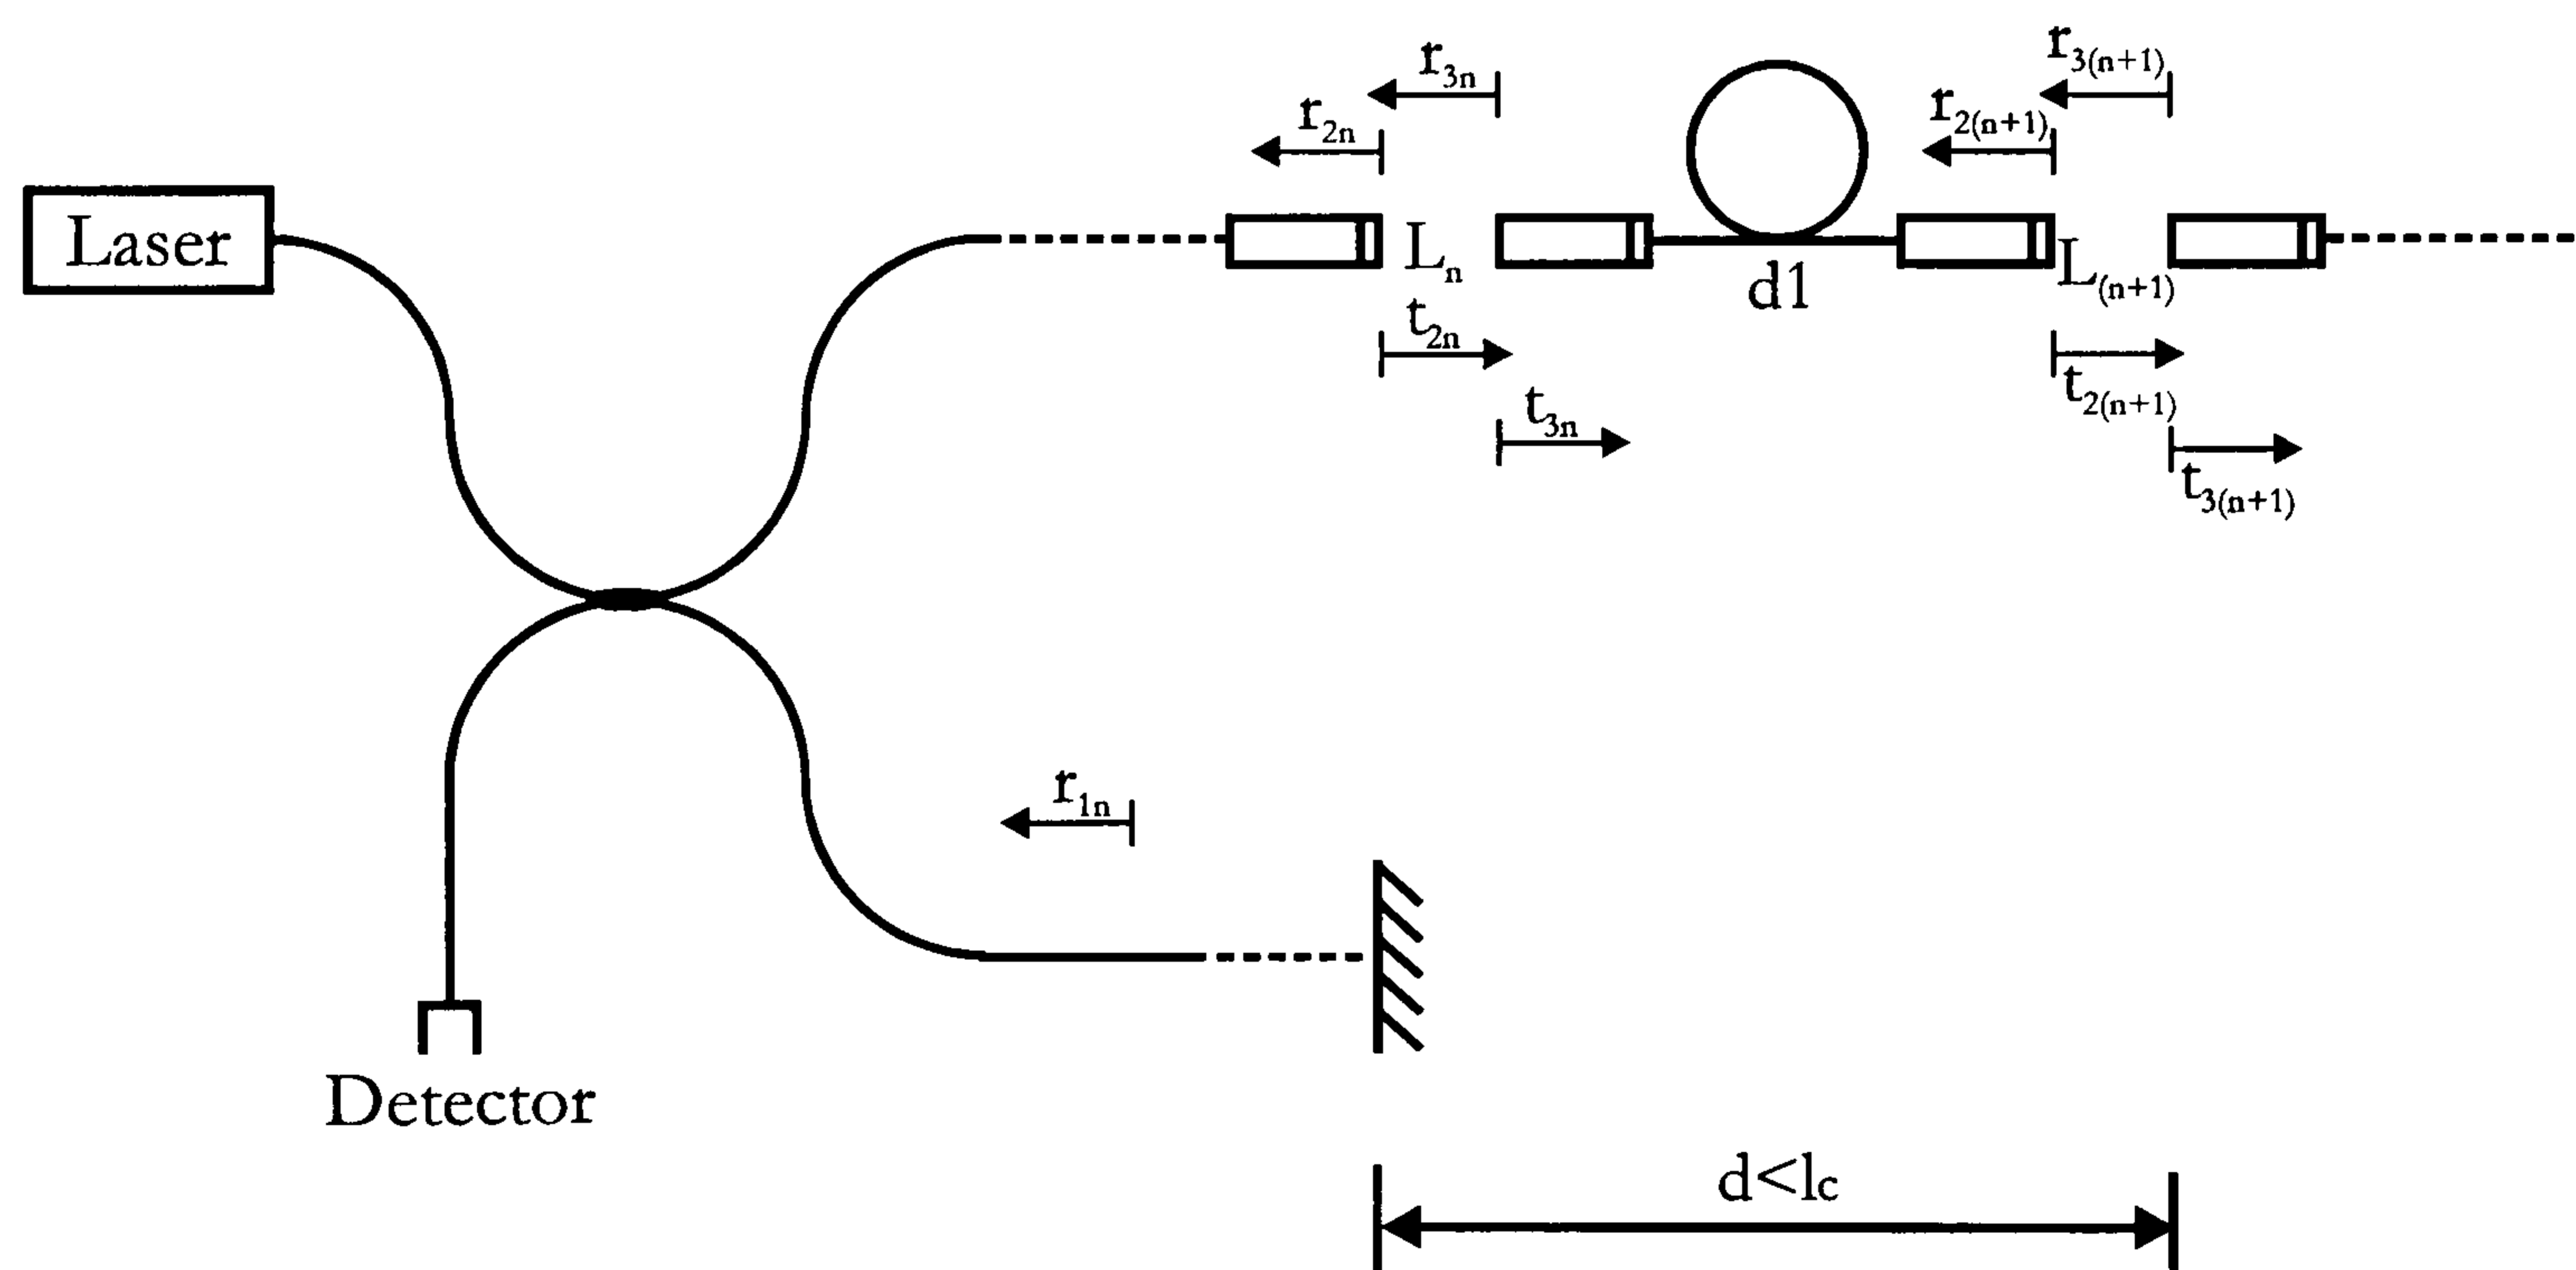 r3(n+1)
r3n
r2(n+1)
r2n
Laser
Ln
d1
L(n+1)
t2n
t2(n+1)
t3n
t3(n+1)
r1n
Detector
d<lc